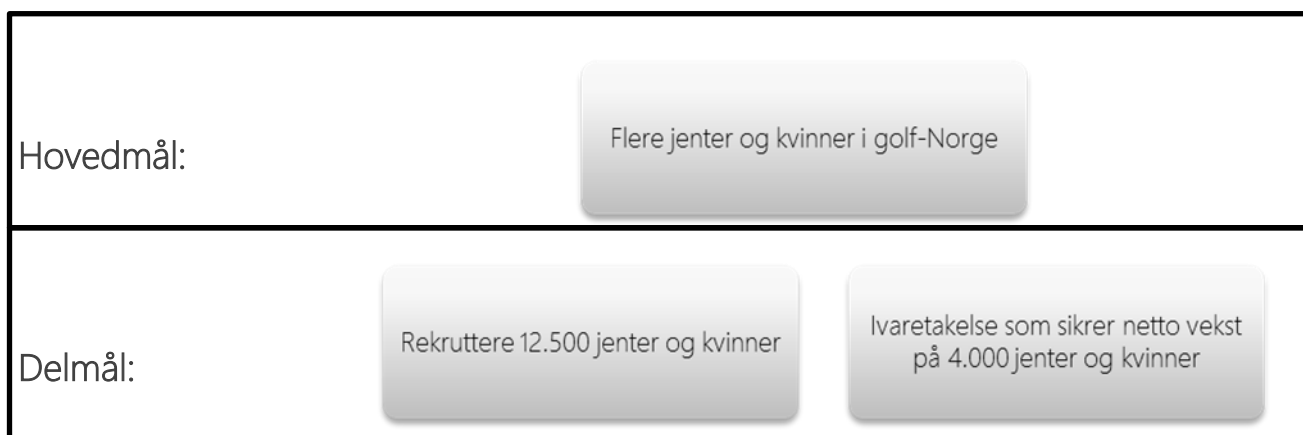 Hovedmål:
Flere jenter og kvinner i golf-Norge
Delmål:
Rekruttere 12.500 jenter og kvinner
Ivaretakelse som sikrer netto vekst
på 4.000 jenter og kvinner